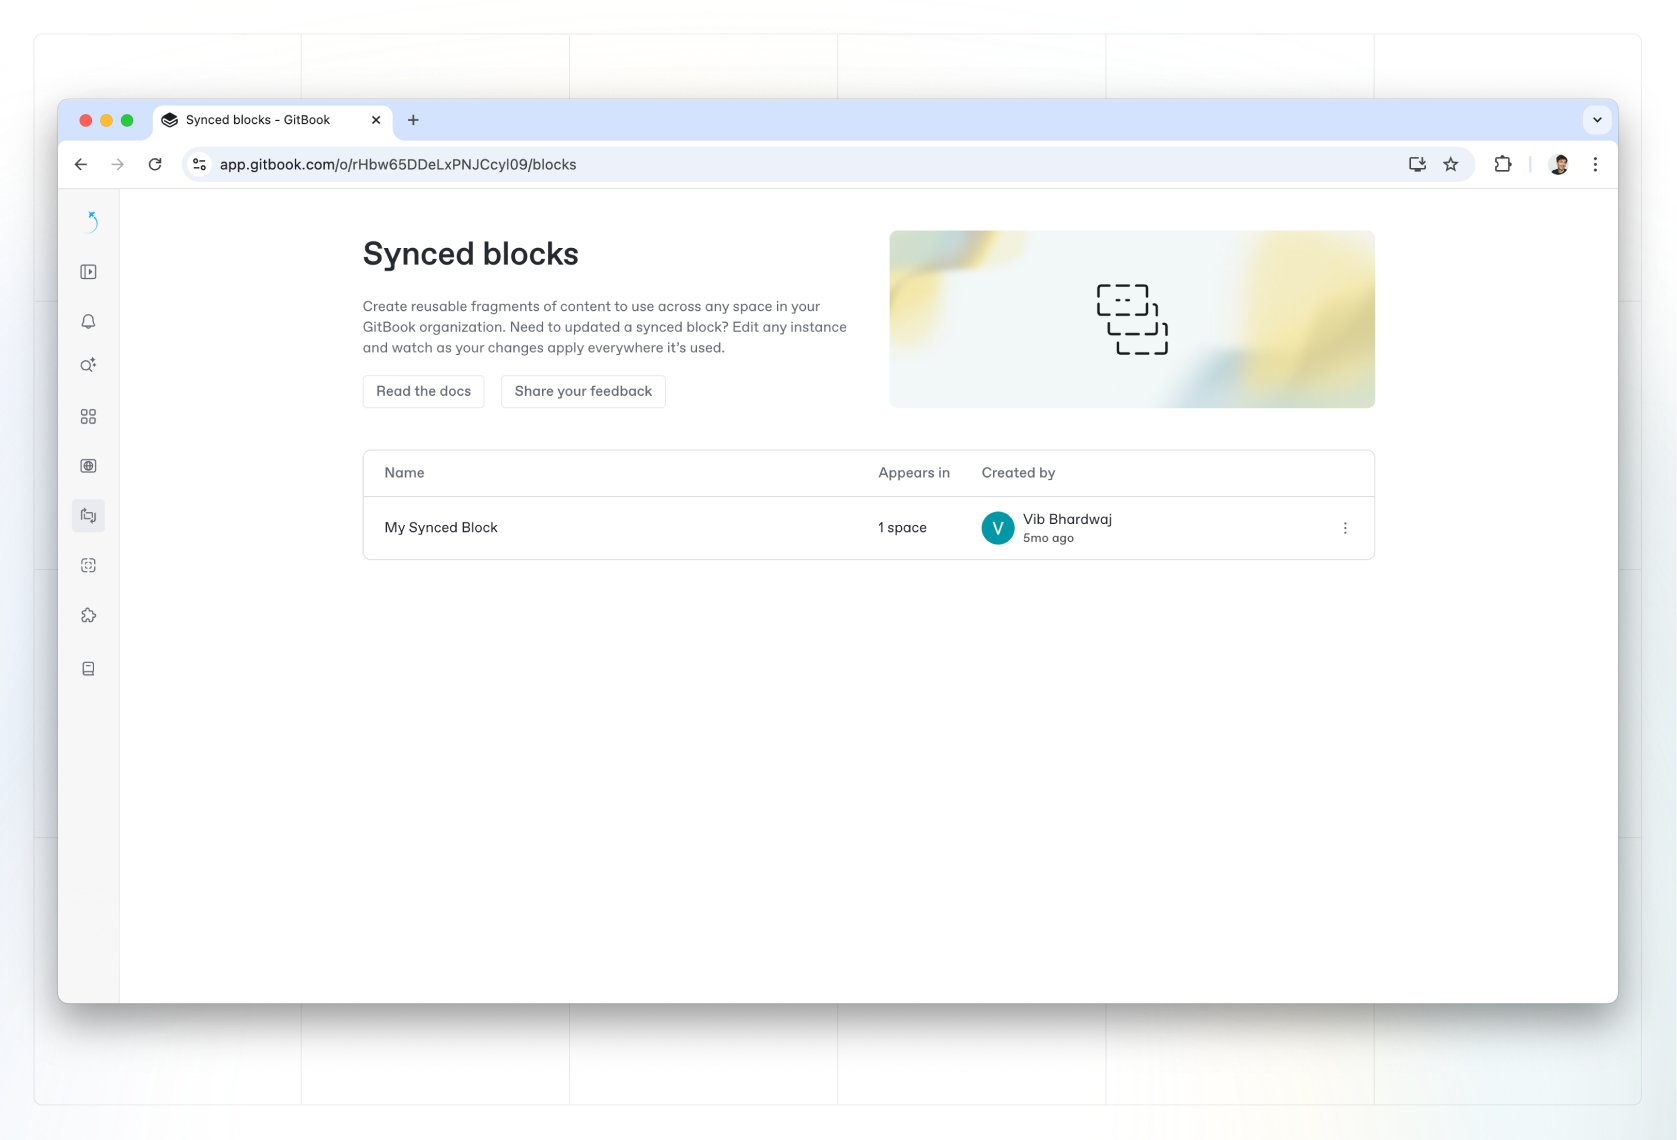 Synced blocks - GitBook
app.gitbook.com/o/rHbw65DDeLxPNJCcyl09/blocks
Synced blocks
Create reusable fragments of content to use across any space in your
GitBook organization. Need to updated a synced block? Edit any instance
and watch as your changes apply everywhere it's used.
Read the docs
Share your feedback
Name
Appears in
Created by
My Synced Block
1 space
V
Vib Bhardwaj
5mo ago